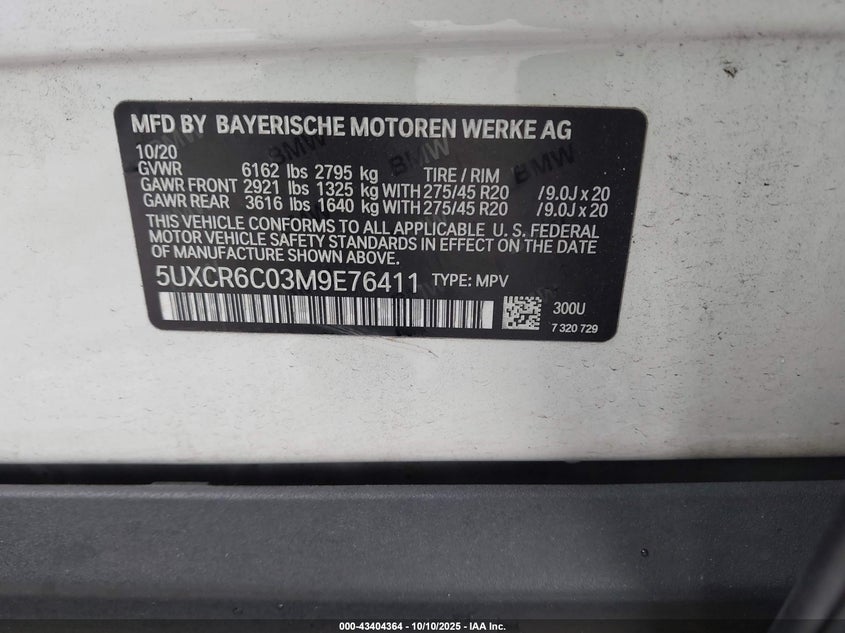 MFD BY BAYERISCHE MOTOREN WERKE AG
10/20
GVWR 6162 lbs 2795 kg TIRE / RIM
GAWR FRONT 2921 lbs 1325 kg WITH 275/45 R20 /9.0J x 20
GAWR REAR 3616 lbs 1640 kg WITH 275/45 R20 /9.0J x 20
THIS VEHICLE CONFORMS TO ALL APPLICABLE U. S. FEDERAL
MOTOR VEHICLE SAFETY STANDARDS IN EFFECT ON THE DATE
OF MANUFACTURE SHOWN ABOVE.
5UXCR6C03M9E76411 TYPE: MPV
300U
7 320 729
BMW BMW BMW
000-43404364 - 10/10/2025 - IAA Inc.